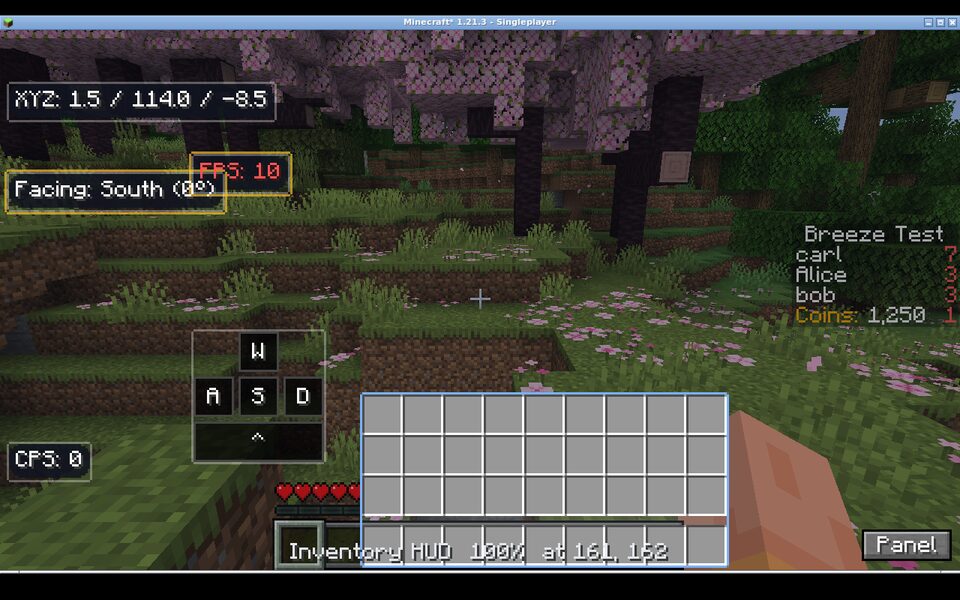 Minecraft* 1.21.3 - Singleplayer
XYZ: 1.5 / 114.0 / -8.5
FPS: 10
Facing: South (0°)
Breeze Test
carl 7
Alice 3
bob 3
Coins: 1,250 1
W
A S D
^
CPS: 0
Inventory HUD 100% at 161, 162
Panel